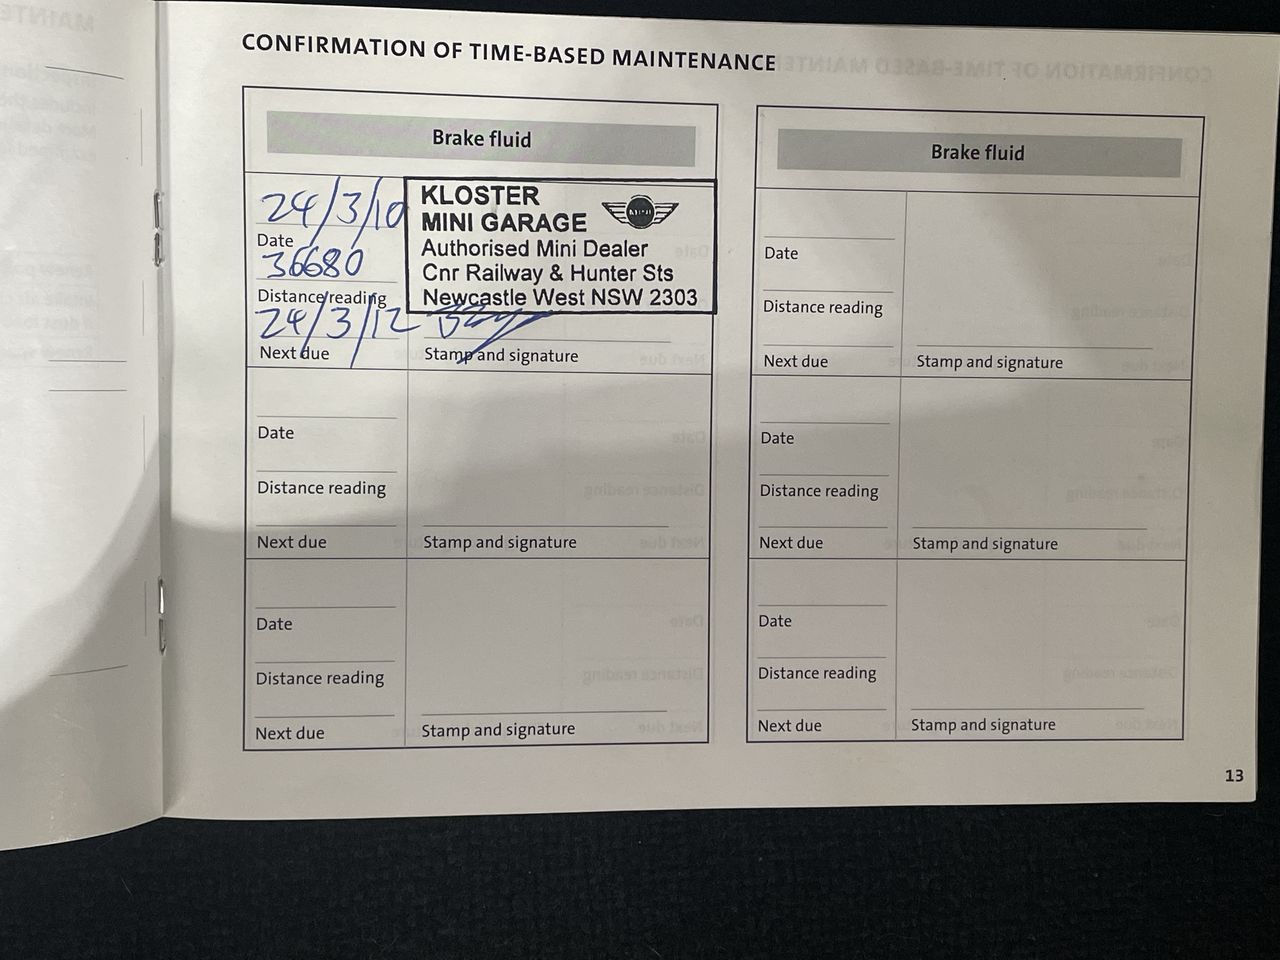 CONFIRMATION OF TIME-BASED MAINTENANCE
Brake fluid
24/3/10
Date
36680
Distance reading
24/3/12
Next due
KLOSTER
MINI GARAGE
MINI
Authorised Mini Dealer
Cnr Railway & Hunter Sts
Newcastle West NSW 2303
Stamp and signature
Date
Distance reading
Next due
Stamp and signature
Date
Distance reading
Next due
Stamp and signature
Brake fluid
Date
Distance reading
Next due
Stamp and signature
Date
Distance reading
Next due
Stamp and signature
Date
Distance reading
Next due
Stamp and signature
13